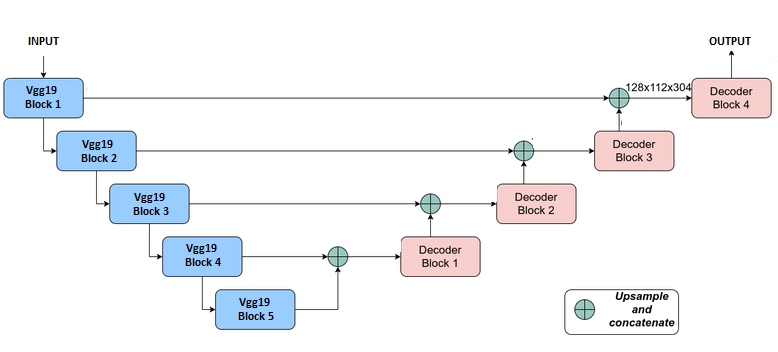 INPUT
OUTPUT
Vgg19
Block 1
128x112x304
Decoder
Block 4
Vgg19
Block 2
Decoder
Block 3
Vgg19
Block 3
Decoder
Block 2
Vgg19
Block 4
Decoder
Block 1
Vgg19
Block 5
Upsample
and
concatenate